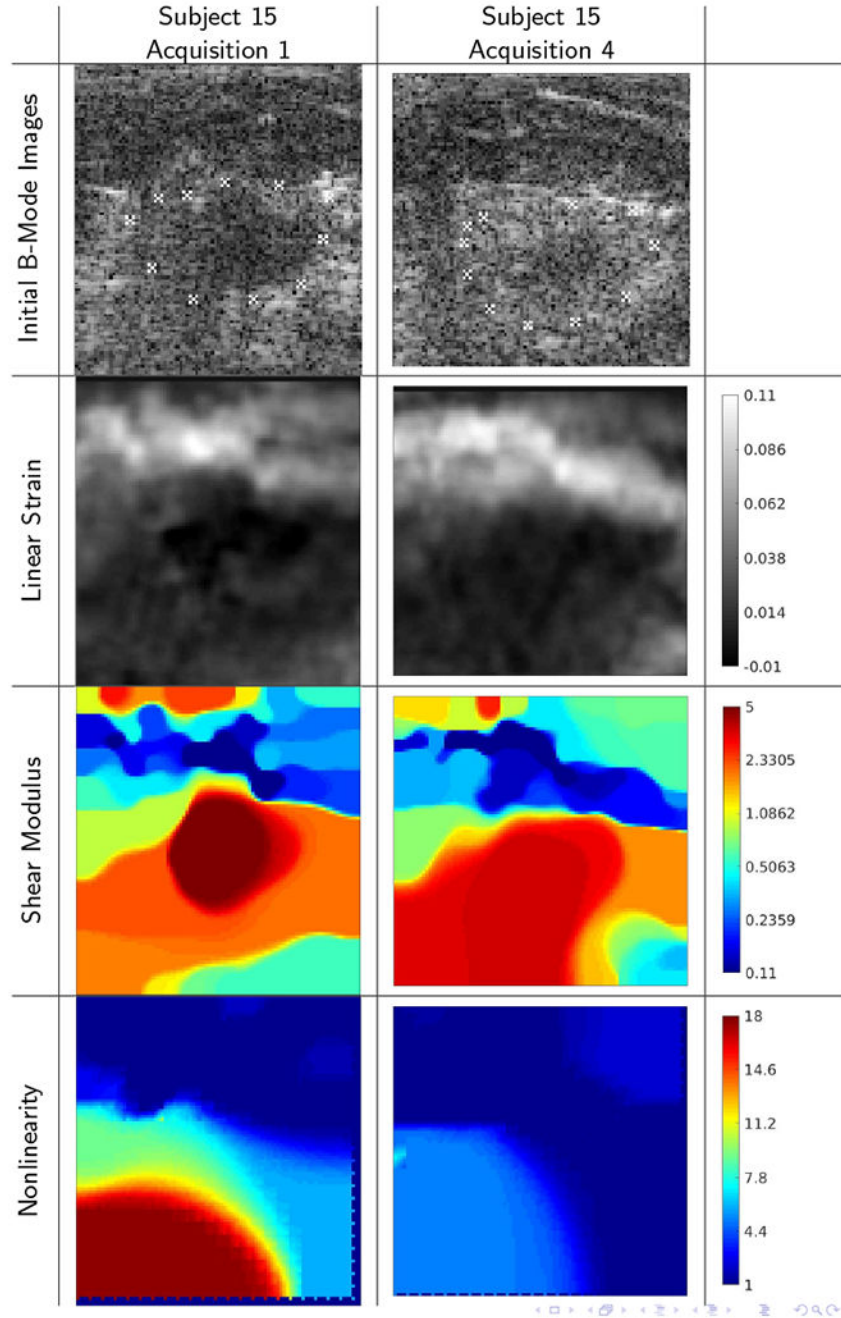 Subject 15
Acquisition 1
Subject 15
Acquisition 4
Initial B-Mode Images
Linear Strain
0.11
0.086
0.062
0.038
0.014
-0.01
Shear Modulus
5
2.3305
1.0862
0.5063
0.2359
0.11
Nonlinearity
18
14.6
11.2
7.8
4.4
1